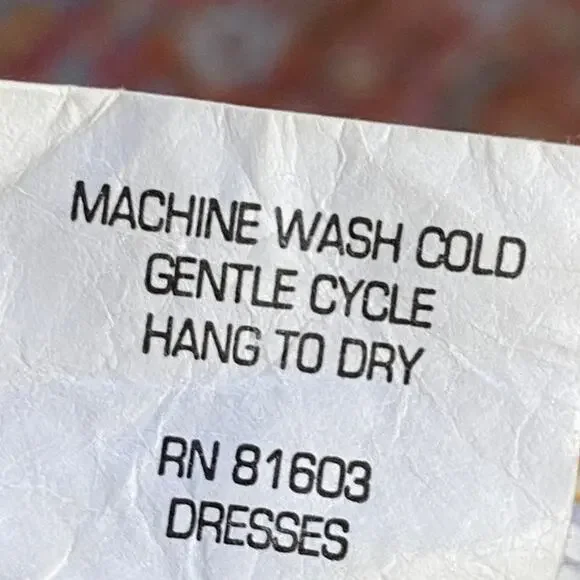 MACHINE WASH COLD
GENTLE CYCLE
HANG TO DRY
RN 81603
DRESSES